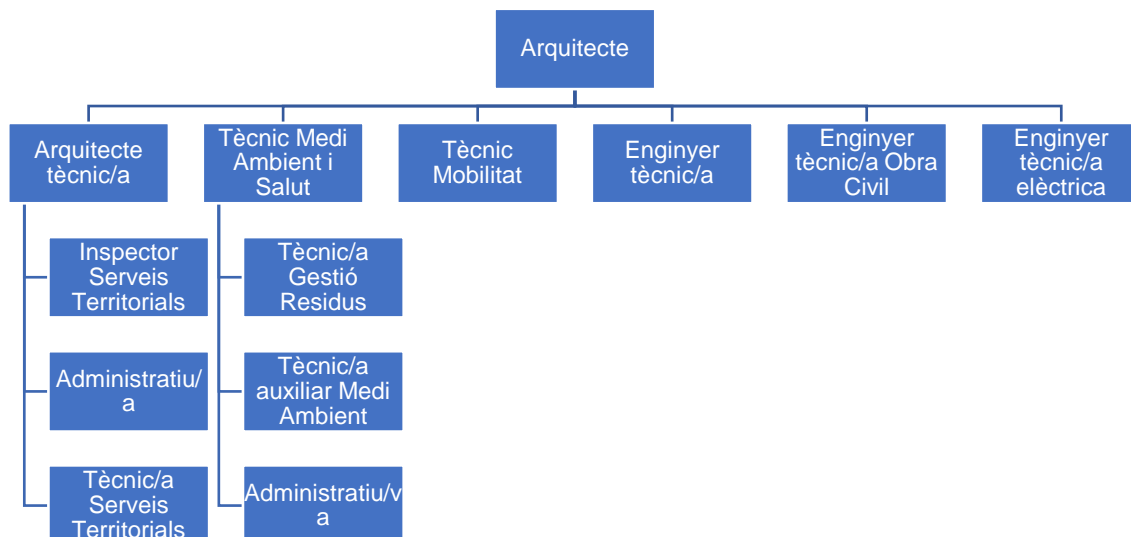 Arquitecte
Arquitecte
tècnic/a
Tècnic Medi
Ambient i
Salut
Tècnic
Mobilitat
Enginyer
tècnic/a
Enginyer
tècnic/a Obra
Civil
Enginyer
tècnic/a
elèctrica
Inspector
Serveis
Territorials
Tècnic/a
Gestió
Residus
Administratiu/
a
Tècnic/a
auxiliar Medi
Ambient
Tècnic/a
Serveis
Territorials
Administratiu/v
a